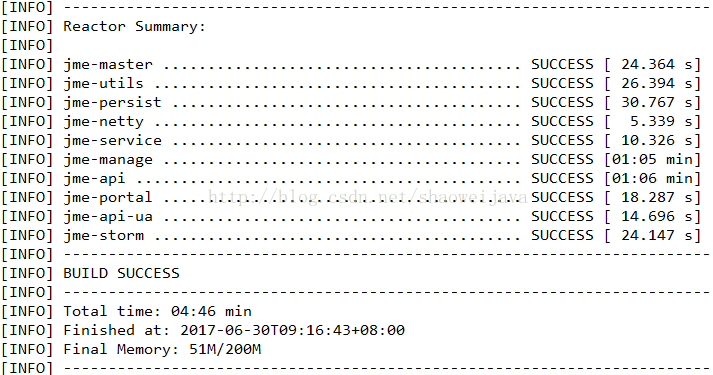 [INFO] ------------------------------------------------------------------------
[INFO] Reactor Summary:
[INFO]
[INFO] jme-master ......................................... SUCCESS [ 24.364 s]
[INFO] jme-utils .......................................... SUCCESS [ 26.394 s]
[INFO] jme-persist ........................................ SUCCESS [ 30.767 s]
[INFO] jme-netty .......................................... SUCCESS [  5.339 s]
[INFO] jme-service ........................................ SUCCESS [ 10.326 s]
[INFO] jme-manage ......................................... SUCCESS [01:05 min]
[INFO] jme-api ............................................ SUCCESS [01:06 min]
http://blog.csdn.net/shaoweijava
[INFO] jme-portal ......................................... SUCCESS [ 18.287 s]
[INFO] jme-api-ua ......................................... SUCCESS [ 14.696 s]
[INFO] jme-storm .......................................... SUCCESS [ 24.147 s]
[INFO] ------------------------------------------------------------------------
[INFO] BUILD SUCCESS
[INFO] ------------------------------------------------------------------------
[INFO] Total time: 04:46 min
[INFO] Finished at: 2017-06-30T09:16:43+08:00
[INFO] Final Memory: 51M/200M
[INFO] ------------------------------------------------------------------------